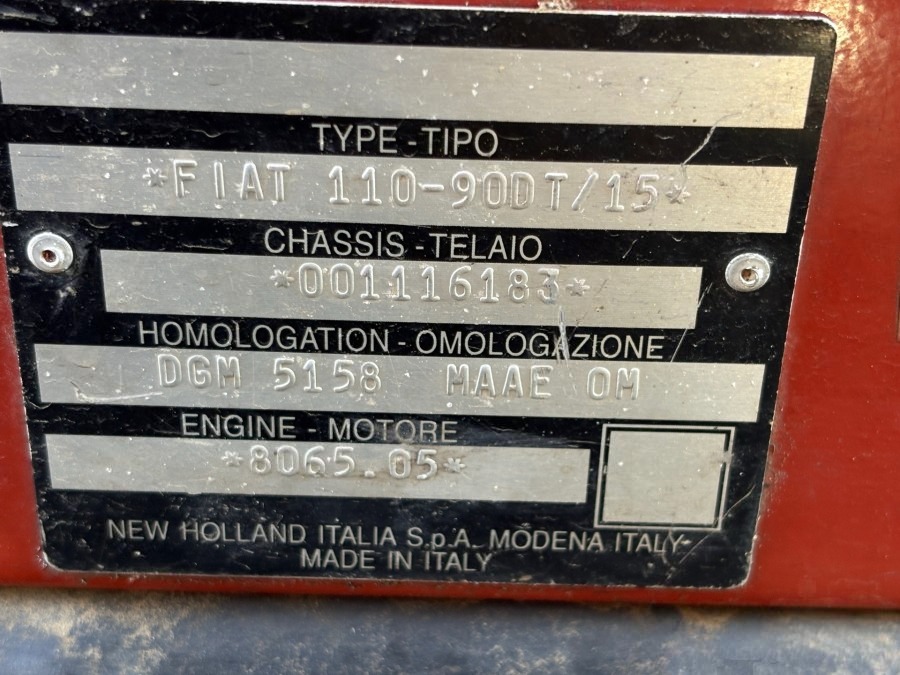 TYPE - TIPO
*FIAT 110-90DT/15*
CHASSIS - TELAIO
*001116183*
HOMOLOGATION - OMOLOGAZIONE
DGM 5158 MAAE OM
ENGINE - MOTORE
*8065.05*
NEW HOLLAND ITALIA S.p.A. MODENA ITALY
MADE IN ITALY